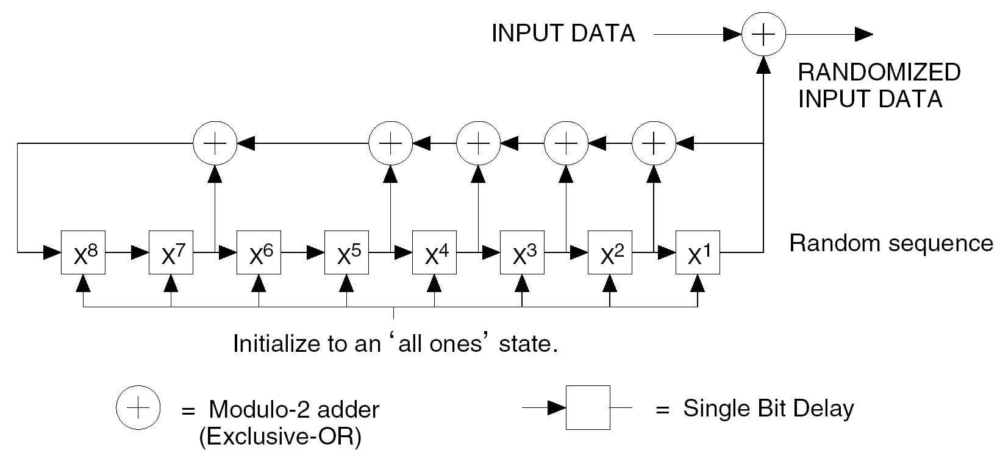 INPUT DATA
RANDOMIZED
INPUT DATA
X⁸ X⁷ X⁶ X⁵ X⁴ X³ X² X¹
Random sequence
Initialize to an ‘all ones’ state.
= Modulo-2 adder
(Exclusive-OR)
= Single Bit Delay